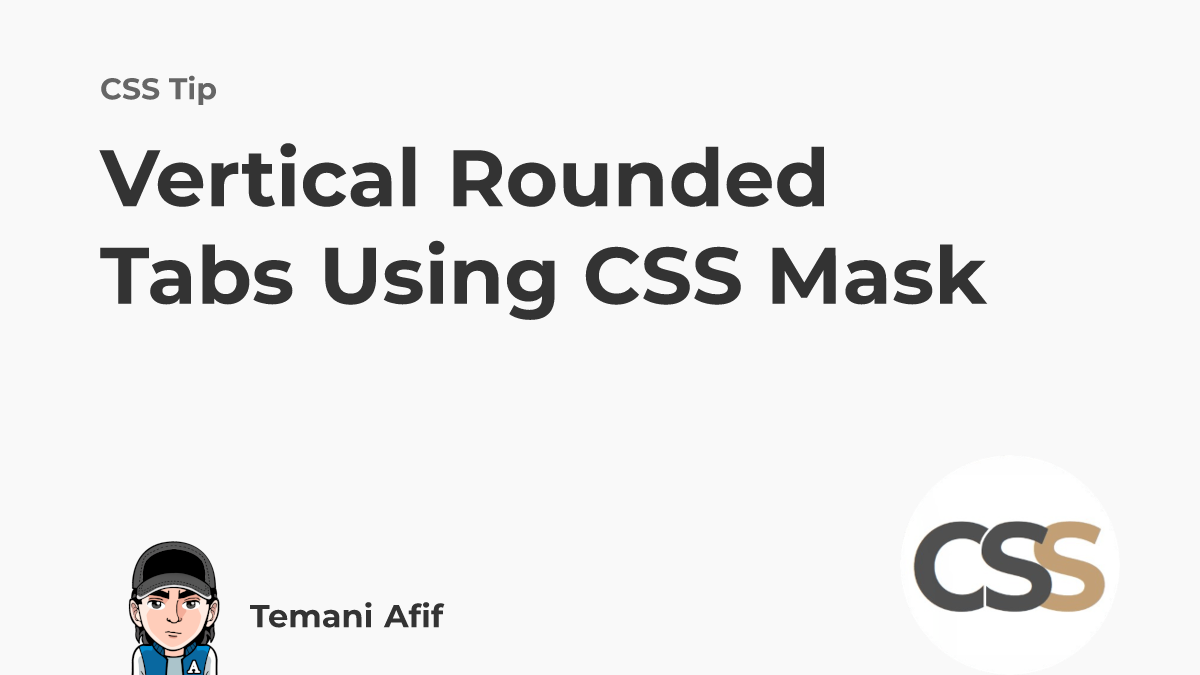 CSS Tip
Vertical Rounded
Tabs Using CSS Mask
A
Temani Afif
CSS